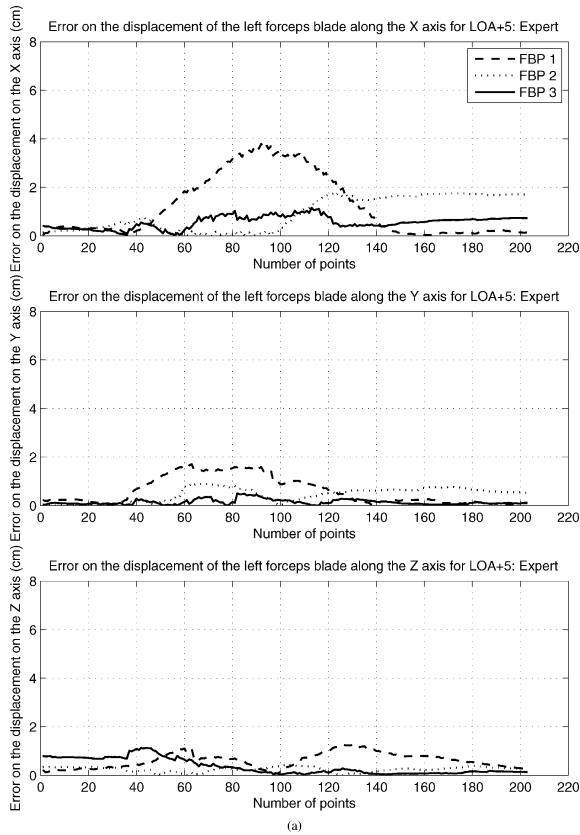 Error on the displacement of the left forceps blade along the X axis for LOA+5: Expert
Error on the displacement on the X axis (cm)
8
6
4
2
0
FBP 1
FBP 2
FBP 3
0 20 40 60 80 100 120 140 160 180 200 220
Number of points
Error on the displacement of the left forceps blade along the Y axis for LOA+5: Expert
Error on the displacement on the Y axis (cm)
8
6
4
2
0
0 20 40 60 80 100 120 140 160 180 200 220
Number of points
Error on the displacement of the left forceps blade along the Z axis for LOA+5: Expert
Error on the displacement on the Z axis (cm)
8
6
4
2
0
0 20 40 60 80 100 120 140 160 180 200 220
Number of points
(a)